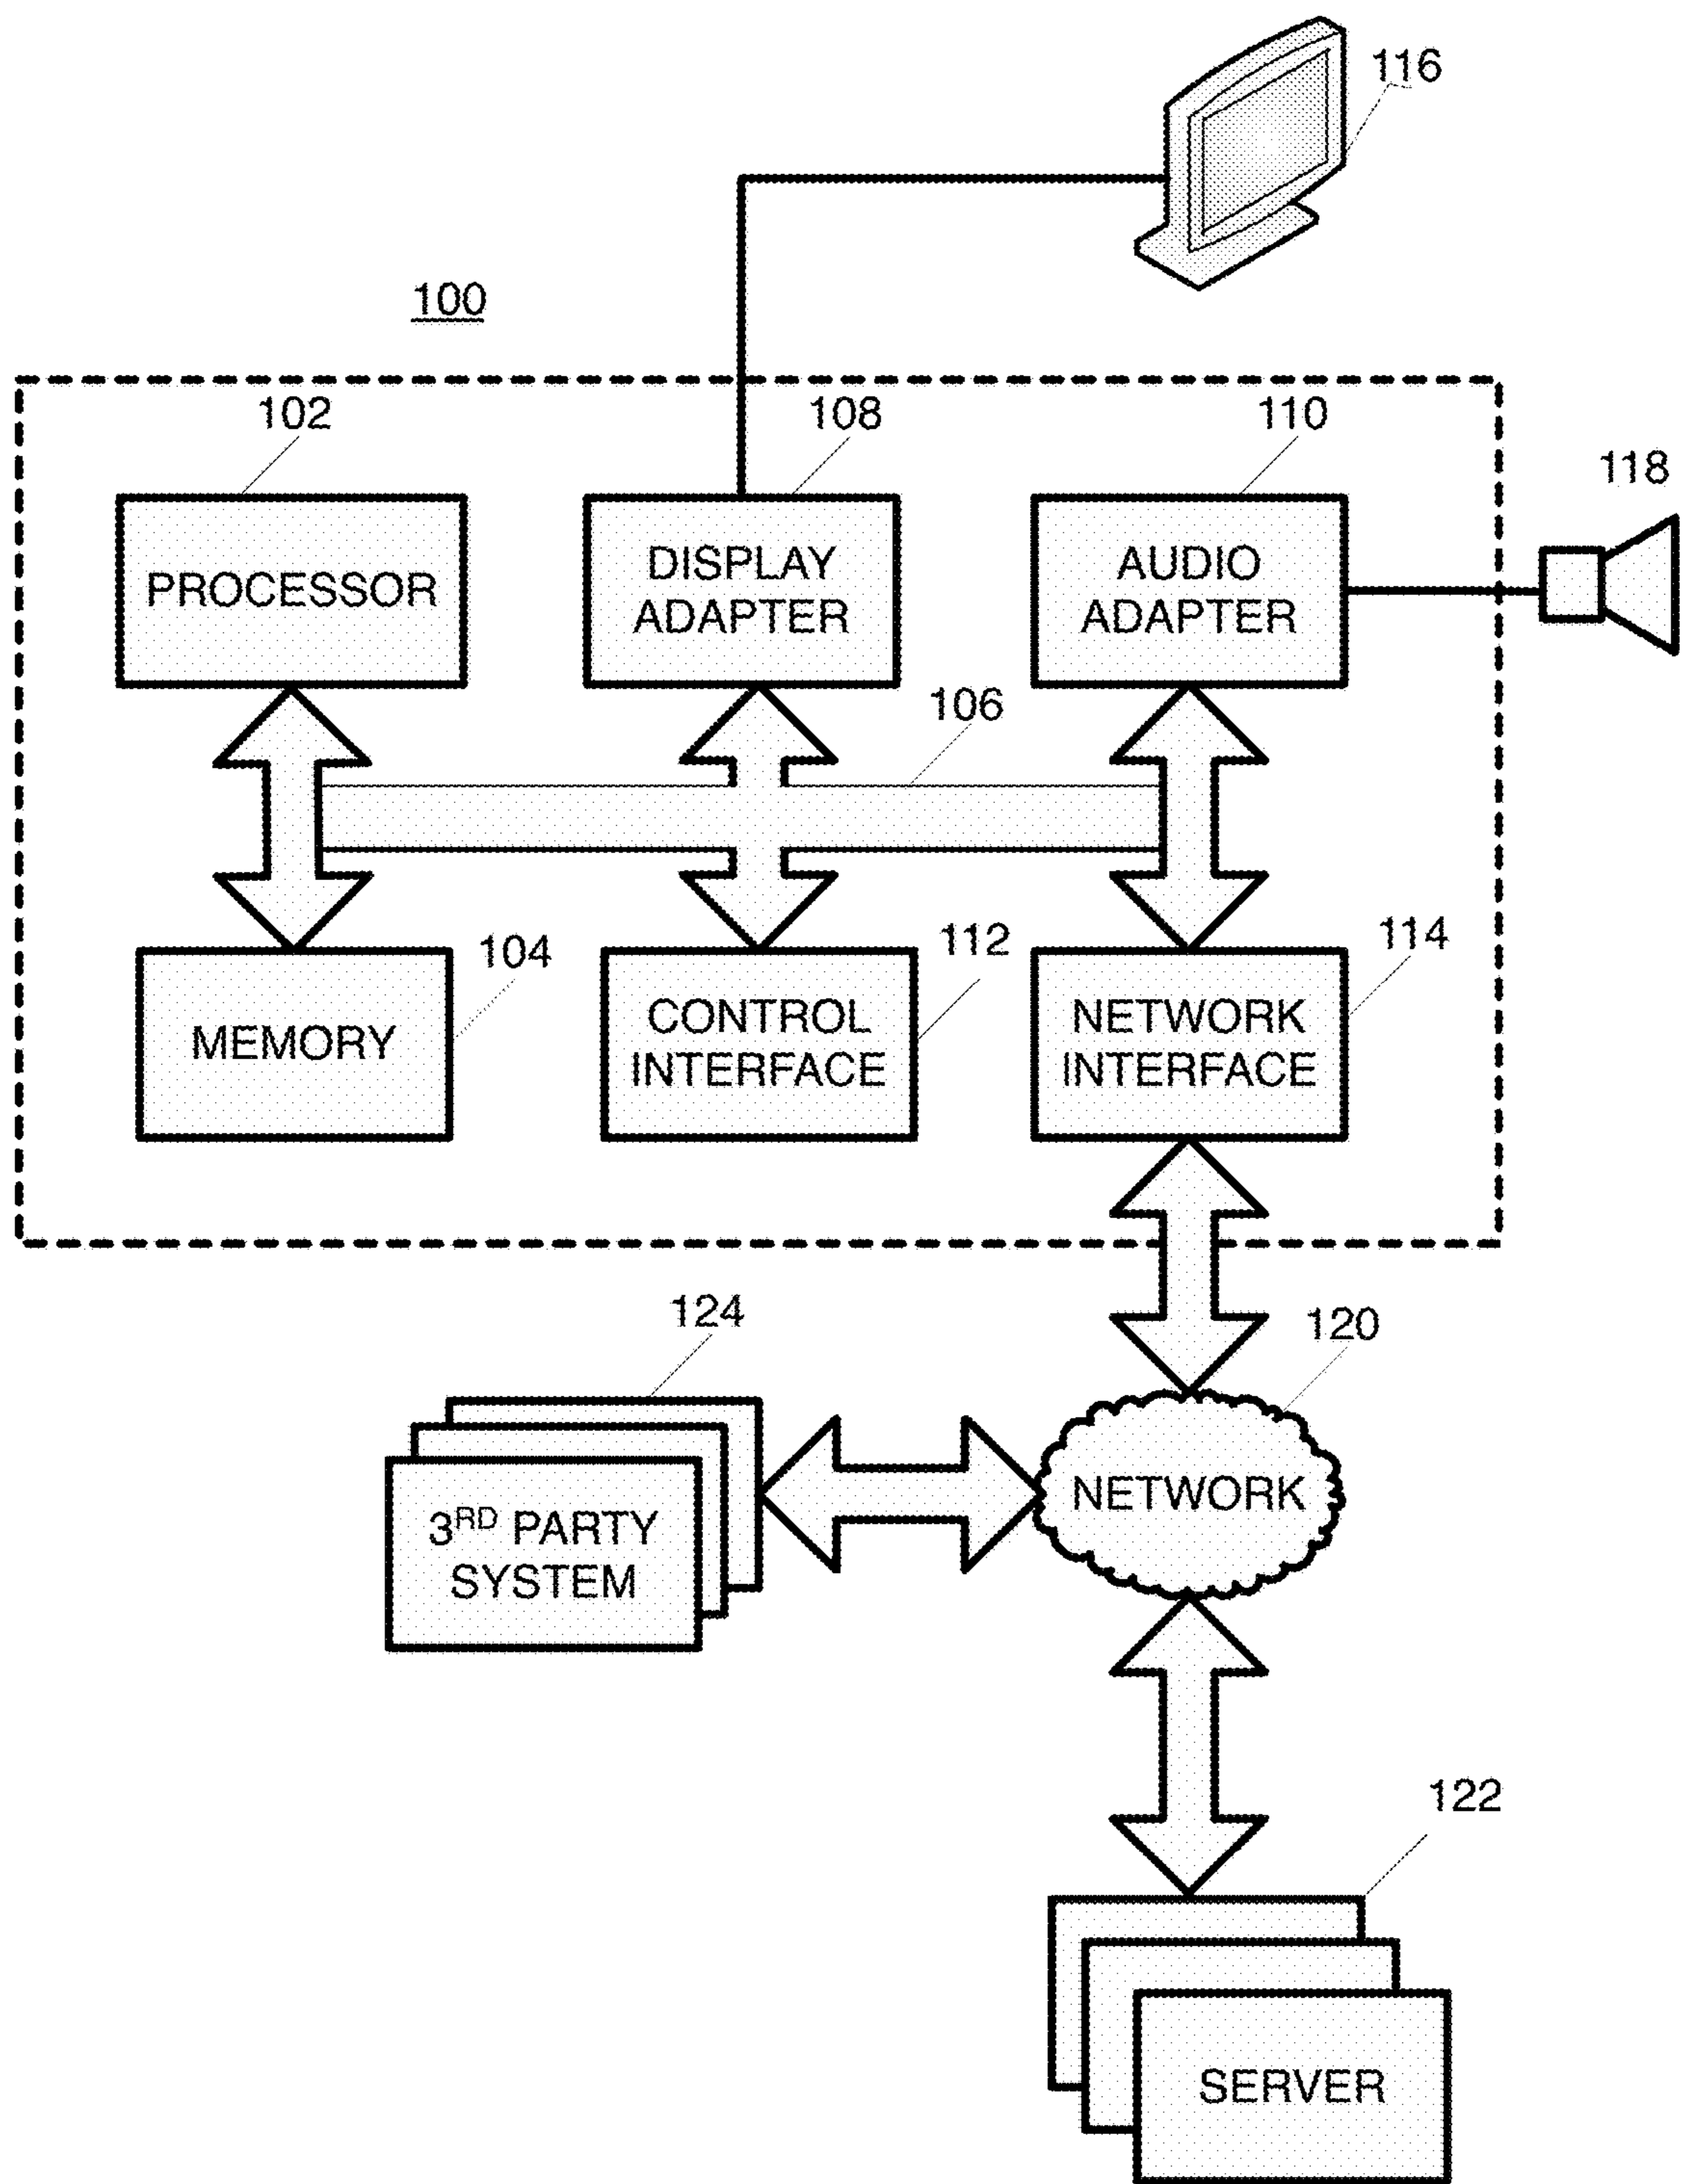 116
100
102
108
110
118
PROCESSOR
DISPLAY
ADAPTER
AUDIO
ADAPTER
106
104
112
114
MEMORY
CONTROL
INTERFACE
NETWORK
INTERFACE
124
120
3RD PARTY
SYSTEM
NETWORK
122
SERVER